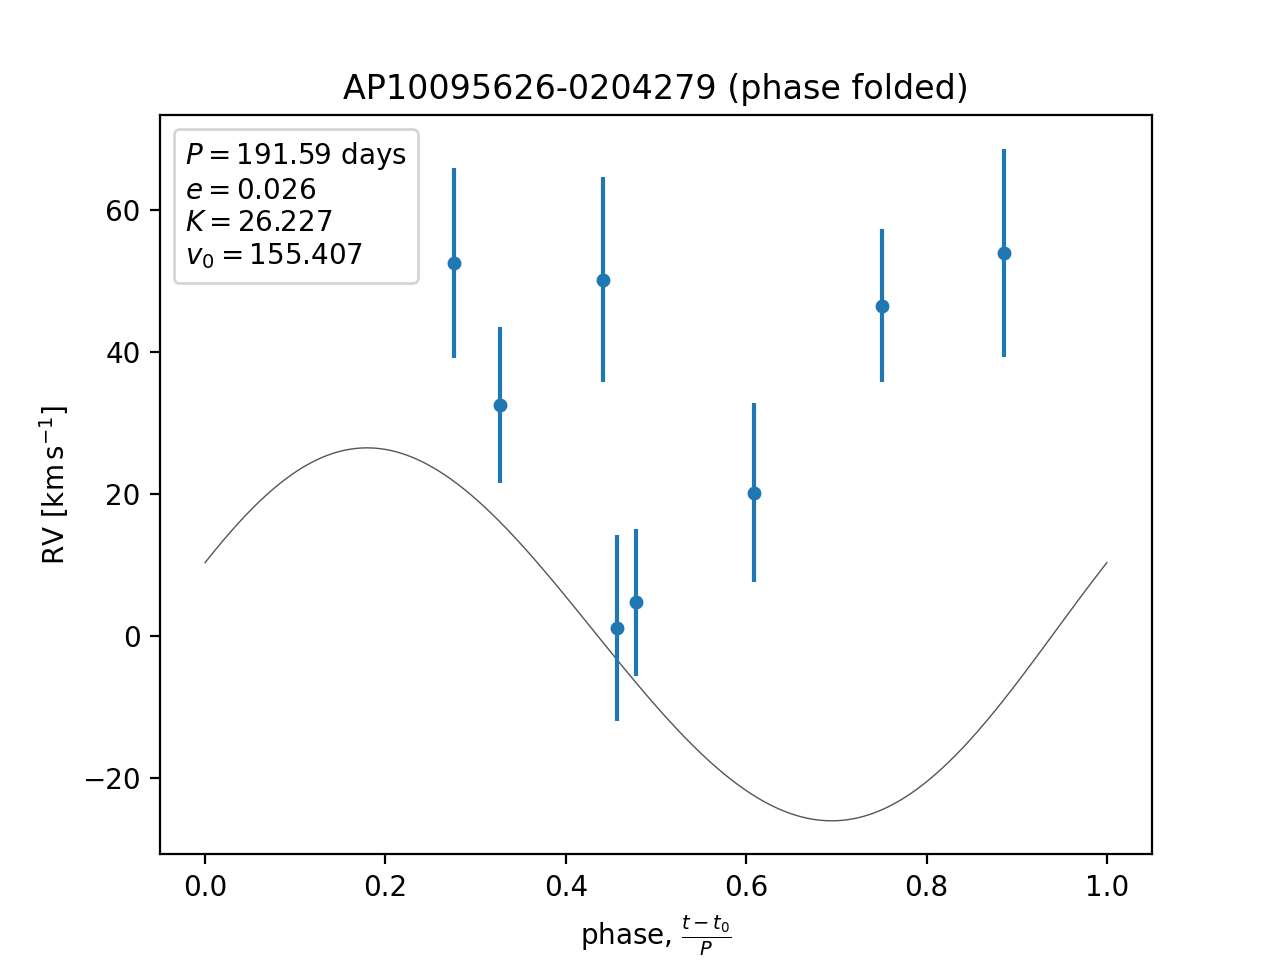 AP10095626-0204279 (phase folded)
P = 191.59 days
e = 0.026
K = 26.227
v₀ = 155.407
60
40
20
0
−20
RV [km s⁻¹]
0.0 0.2 0.4 0.6 0.8 1.0
phase, (t − t₀)/P